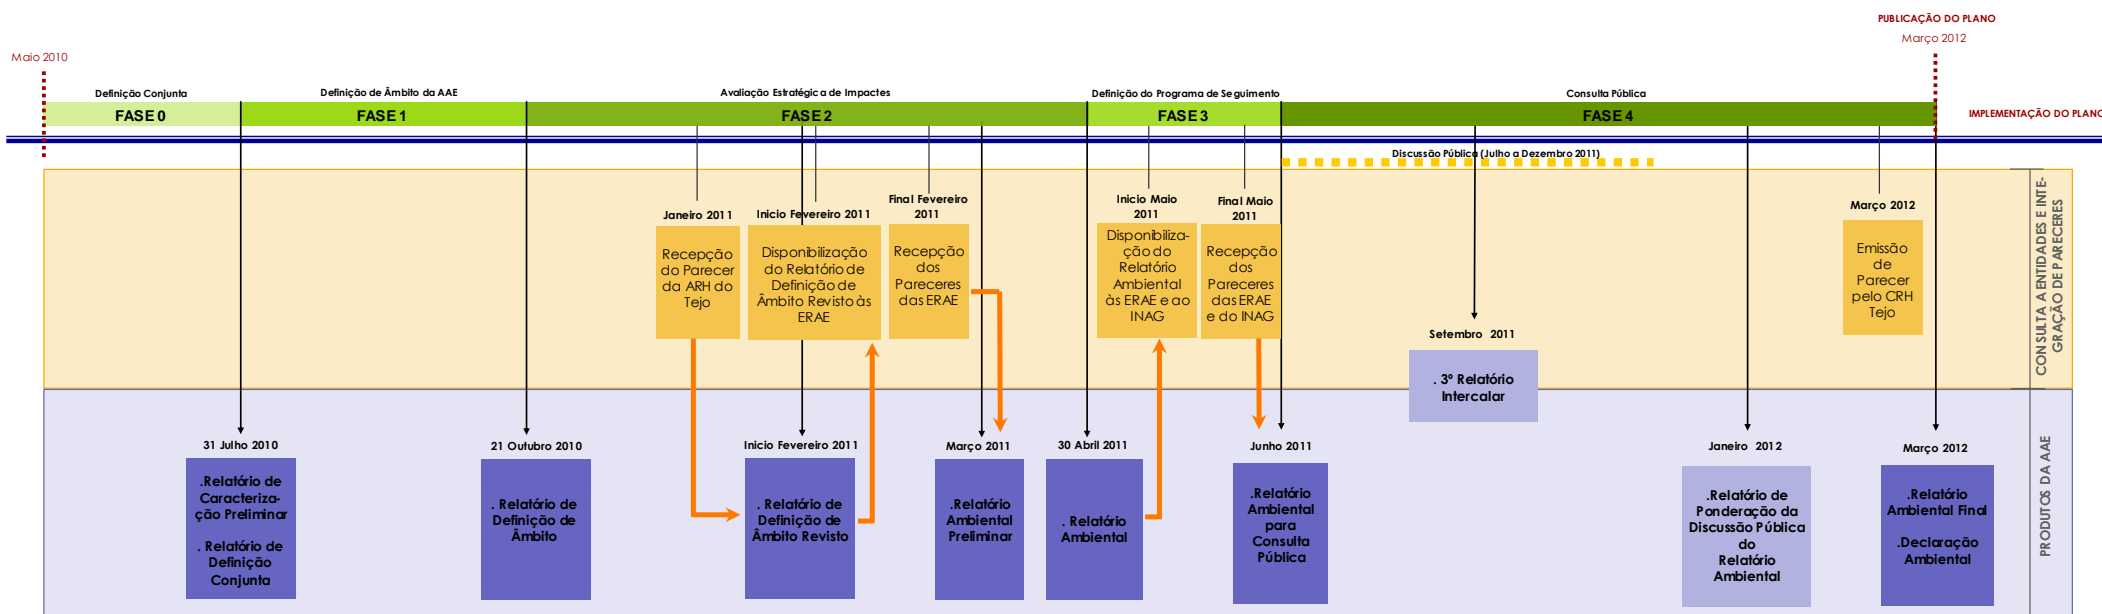 PUBLICAÇÃO DO PLANO
Março 2012
Maio 2010
Definição Conjunta
Definição de Âmbito da AAE
Avaliação Estratégica de Impactes
Definição do Programa de Seguimento
Consulta Pública
FASE 0
FASE 1
FASE 2
FASE 3
FASE 4
IMPLEMENTAÇÃO DO PLANO
Discussão Pública (Julho a Dezembro 2011)
Janeiro 2011
Recepção
do Parecer
da ARH do
Tejo
Inicio Fevereiro 2011
Disponibilização
do Relatório de
Definição de
Âmbito Revisto às
ERAE
Final Fevereiro
2011
Recepção
dos
Pareceres
das ERAE
Inicio Maio
2011
Disponibiliza-
ção do
Relatório
Ambiental
às ERAE e ao
INAG
Final Maio
2011
Recepção
dos
Pareceres
das ERAE
e do INAG
Março 2012
Emissão
de
Parecer
pelo CRH
Tejo
CONSULTA A ENTIDADES E INTE-
GRAÇÃO DE PARECERES
Setembro 2011
. 3º Relatório
Intercalar
31 Julho 2010
.Relatório de
Caracteriza-
ção Preliminar
. Relatório de
Definição
Conjunta
21 Outubro 2010
. Relatório de
Definição de
Âmbito
Inicio Fevereiro 2011
. Relatório de
Definição de
Âmbito Revisto
Março 2011
.Relatório
Ambiental
Preliminar
30 Abril 2011
. Relatório
Ambiental
Junho 2011
.Relatório
Ambiental
para
Consulta
Pública
Janeiro 2012
.Relatório de
Ponderação da
Discussão Pública
do
Relatório
Ambiental
Março 2012
.Relatório
Ambiental Final
.Declaração
Ambiental
PRODUTOS DA AAE